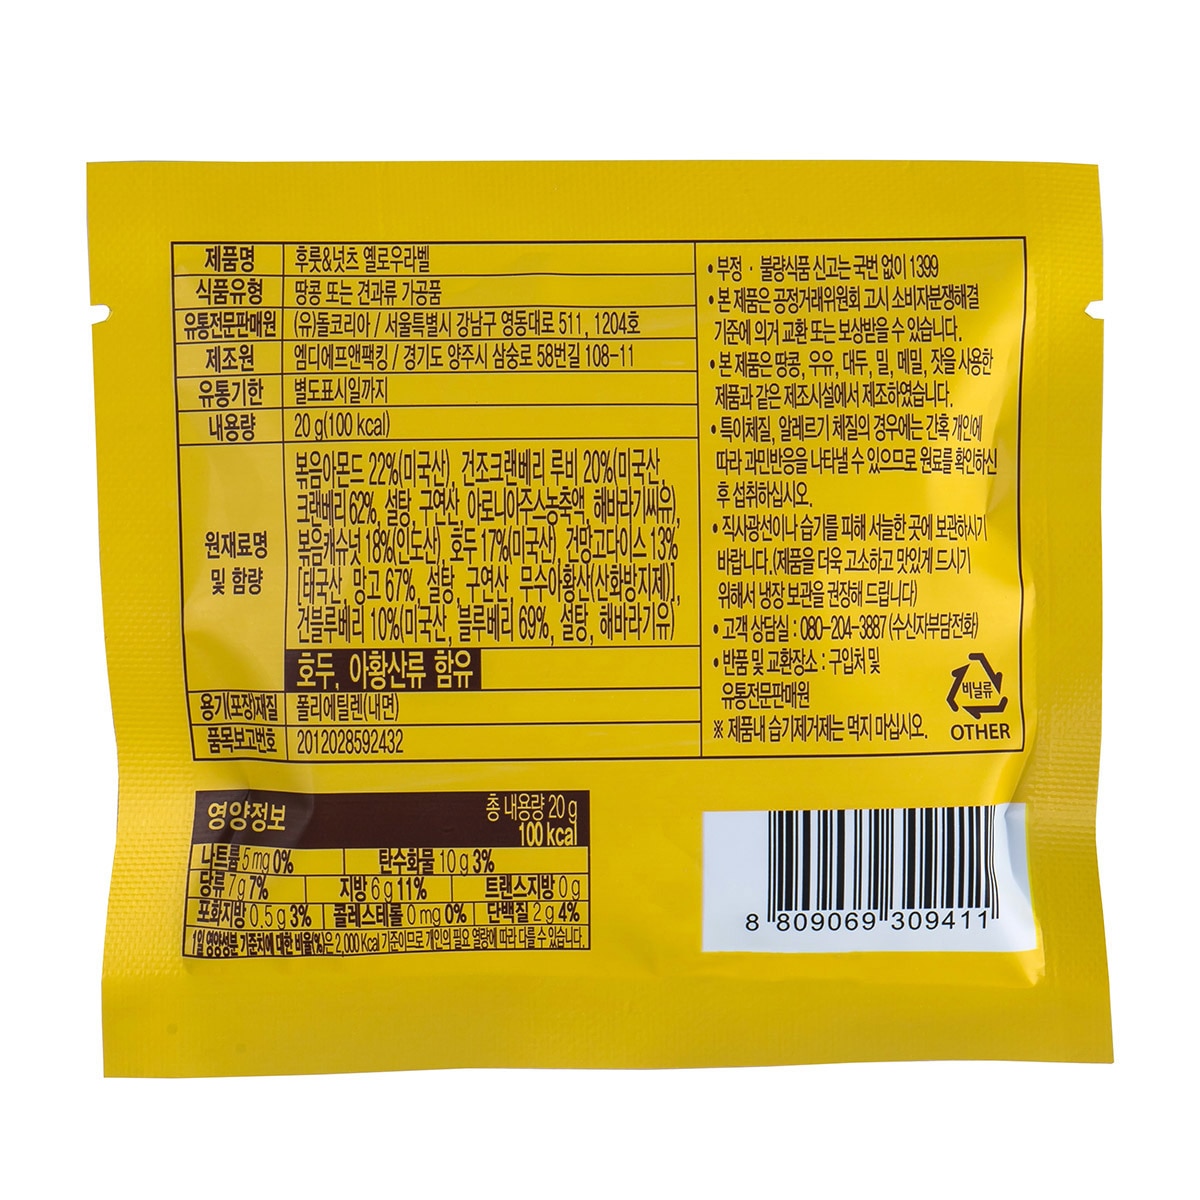 제품명 후룻&넛츠 옐로우라벨
식품유형 땅콩 또는 견과류 가공품
유통전문판매원 (유)돌코리아 / 서울특별시 강남구 영동대로 511, 1204호
제조원 엠디에프앤팩킹 / 경기도 양주시 삼숭로 58번길 108-11
유통기한 별도표시일까지
내용량 20 g(100 kcal)
원재료명 및 함량
볶음아몬드 22%(미국산), 건조크랜베리 루비 20%(미국산,
크랜베리 62%, 설탕, 구연산, 아로니아주스농축액, 해바라기씨유),
볶음캐슈넛 18%(인도산), 호두 17%(미국산), 건망고다이스 13%
[태국산, 망고 67%, 설탕, 구연산, 무수아황산(산화방지제)],
건블루베리 10%(미국산, 블루베리 69%, 설탕, 해바라기유)
호두, 아황산류 함유
용기(포장)재질 폴리에틸렌(내면)
품목보고번호 2012028592432
• 부정 · 불량식품 신고는 국번 없이 1399
• 본 제품은 공정거래위원회 고시 소비자분쟁해결
기준에 의거 교환 또는 보상받을 수 있습니다.
• 본 제품은 땅콩, 우유, 대두, 밀, 메밀, 잣을 사용한
제품과 같은 제조시설에서 제조하였습니다.
• 특이체질, 알레르기 체질의 경우에는 간혹 개인에
따라 과민반응을 나타낼 수 있으므로 원료를 확인하신
후 섭취하십시오.
• 직사광선이나 습기를 피해 서늘한 곳에 보관하시기
바랍니다.(제품을 더욱 고소하고 맛있게 드시기
위해서 냉장 보관을 권장해 드립니다)
• 고객 상담실 : 080-204-3887 (수신자부담전화)
• 반품 및 교환장소 : 구입처 및
유통전문판매원
※ 제품내 습기제거제는 먹지 마십시오.
비닐류
OTHER
영양정보 총 내용량 20 g
100 kcal
나트륨 5 mg 0% 탄수화물 10 g 3%
당류 7 g 7% 지방 6 g 11% 트랜스지방 0 g
포화지방 0.5 g 3% 콜레스테롤 0 mg 0% 단백질 2 g 4%
1일 영양성분 기준치에 대한 비율(%)은 2,000 Kcal 기준이므로 개인의 필요 열량에 따라 다를 수 있습니다.
8 809069 309411